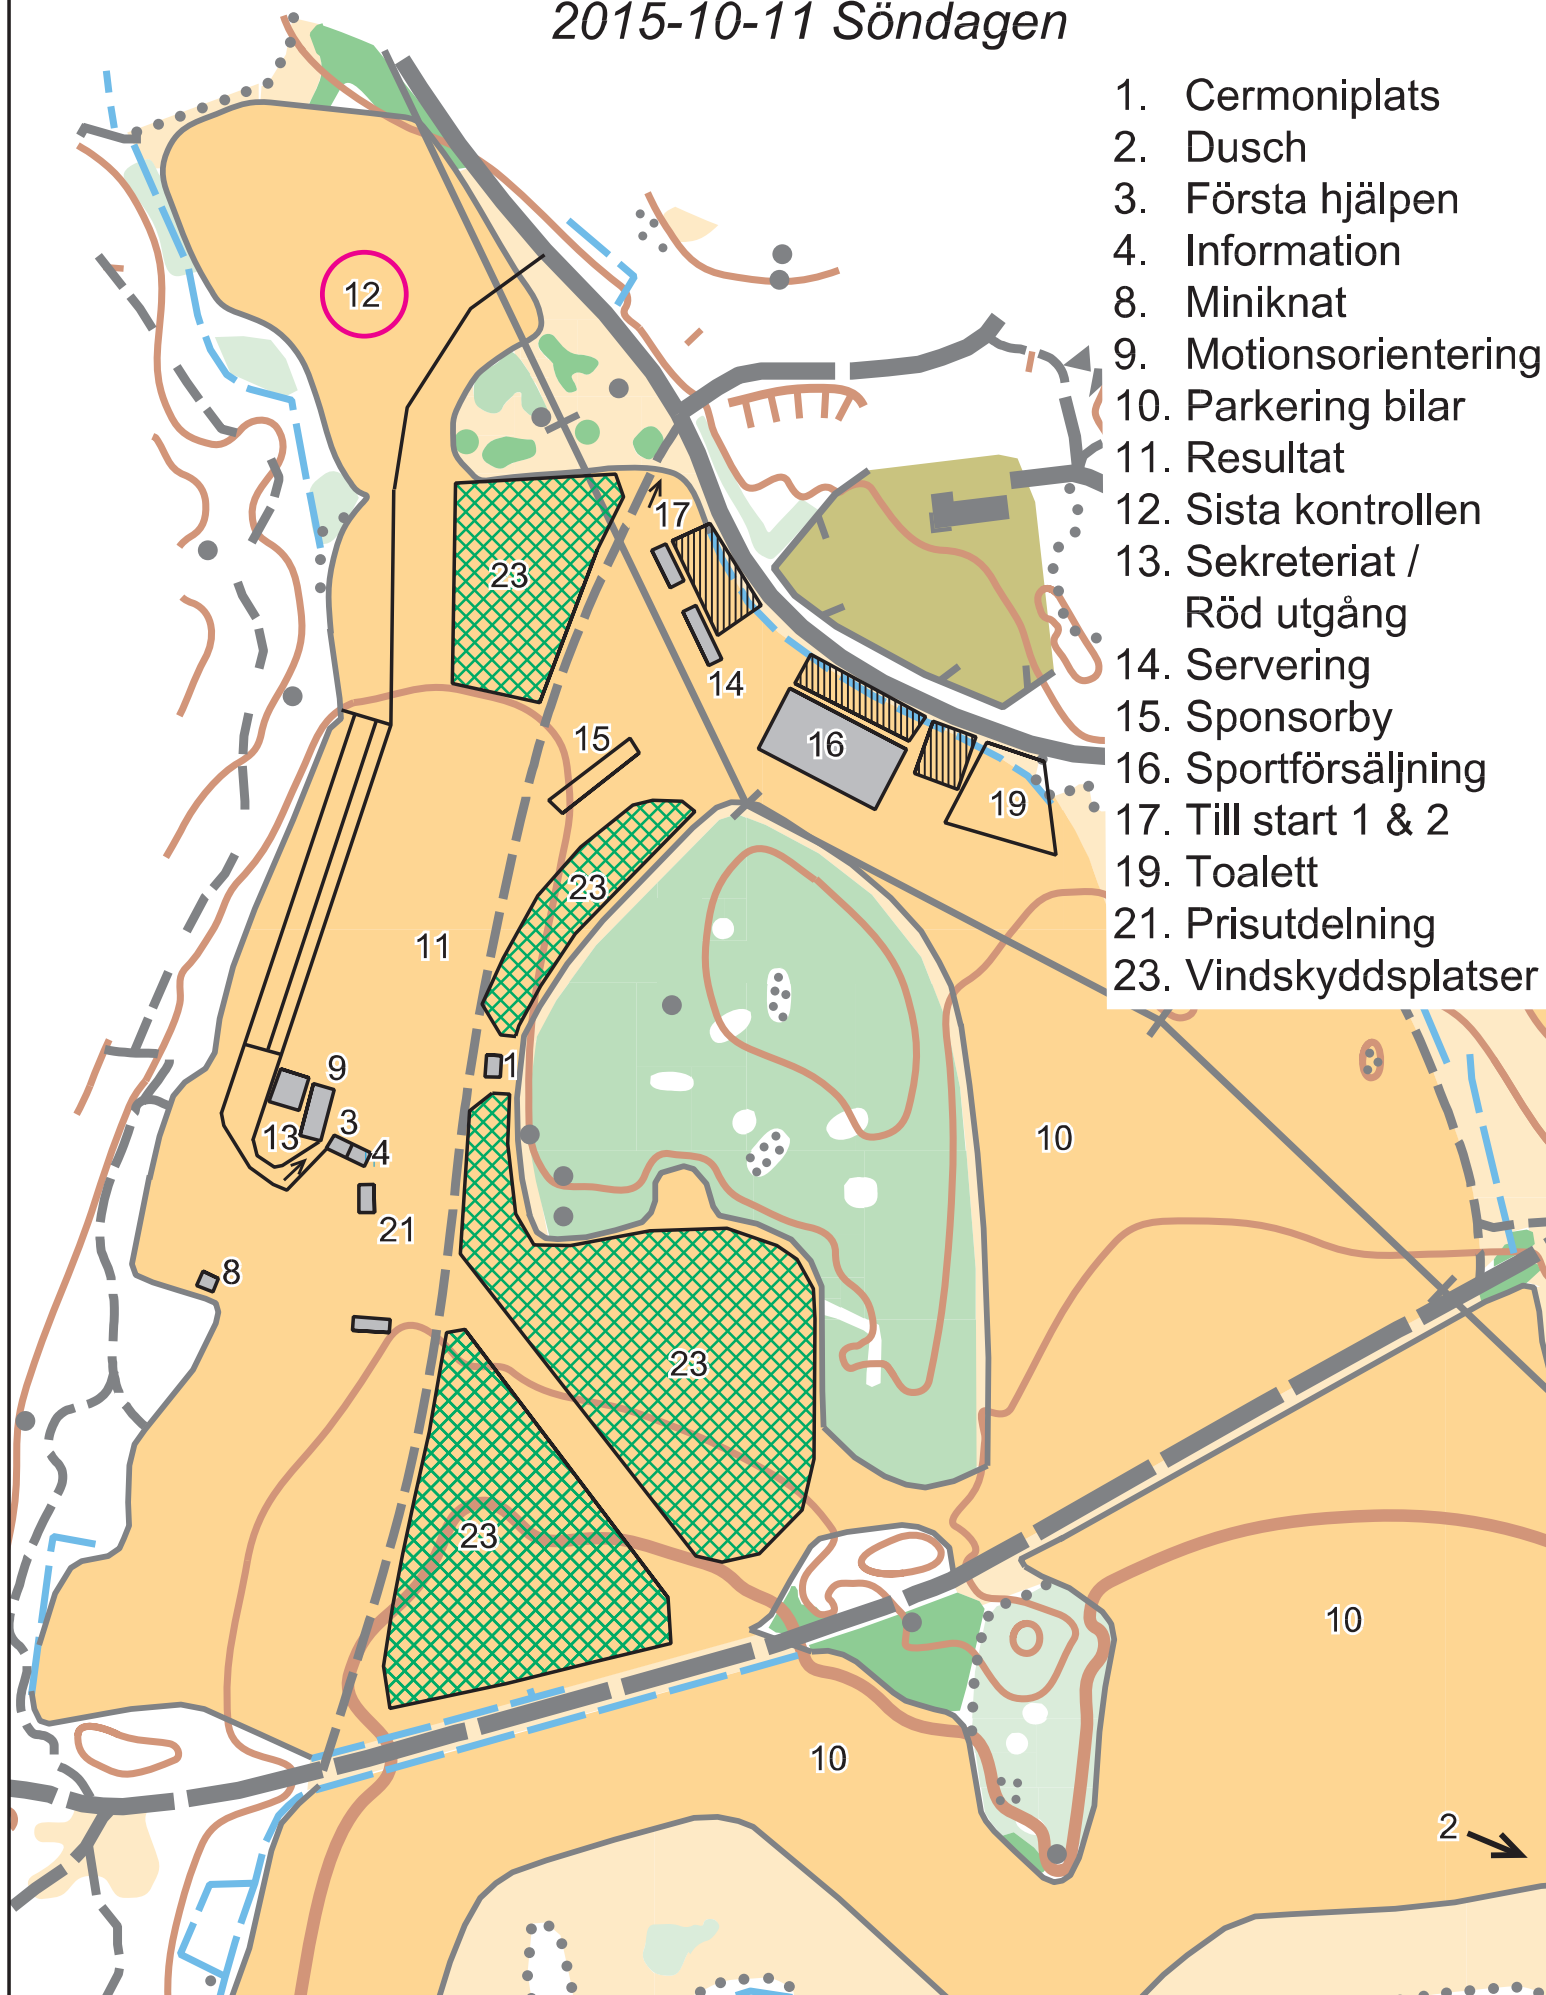 2015-10-11 Söndagen
1. Cermoniplats
2. Dusch
3. Första hjälpen
4. Information
8. Miniknat
9. Motionsorientering
10. Parkering bilar
11. Resultat
12. Sista kontrollen
13. Sekreteriat /
Röd utgång
14. Servering
15. Sponsorby
16. Sportförsäljning
17. Till start 1 & 2
19. Toalett
21. Prisutdelning
23. Vindskyddsplatser
12
17
23
14
15
16
19
23
11
1
9
3
13
4
10
21
8
23
23
10
10
2